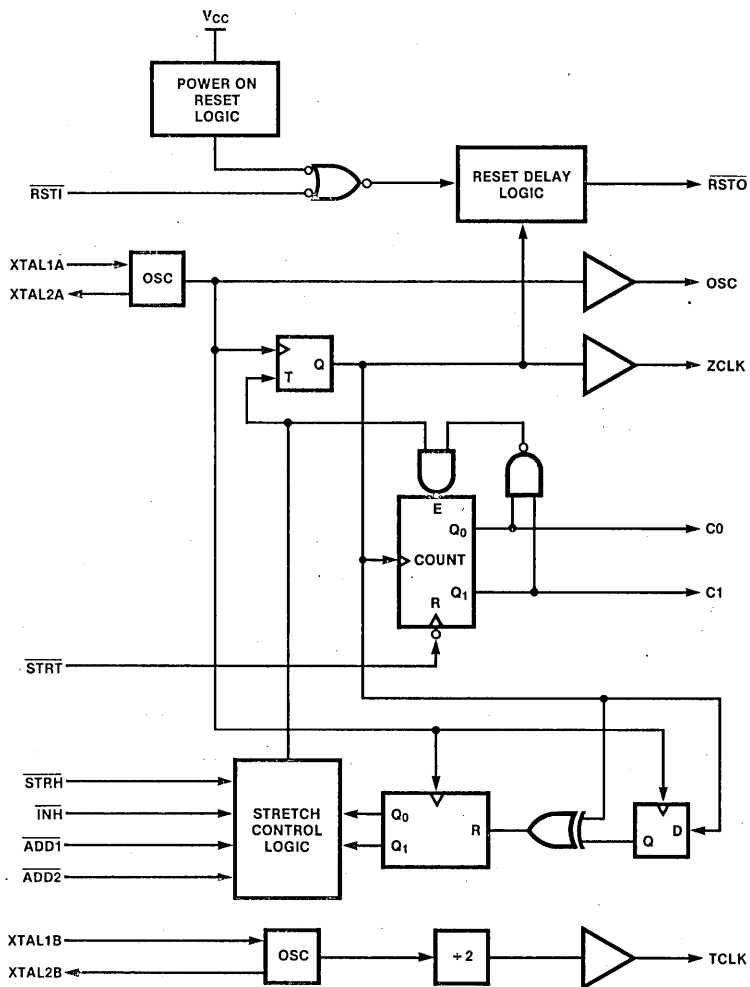 VCC
POWER ON
RESET
LOGIC
RSTI
RESET DELAY
LOGIC
RSTO
XTAL1A
XTAL2A
OSC
OSC
T
Q
ZCLK
E
Q0
COUNT
Q1
R
C0
C1
STRT
STRH
INH
ADD1
ADD2
STRETCH
CONTROL
LOGIC
Q0
Q1
R
Q
D
XTAL1B
XTAL2B
OSC
÷2
TCLK